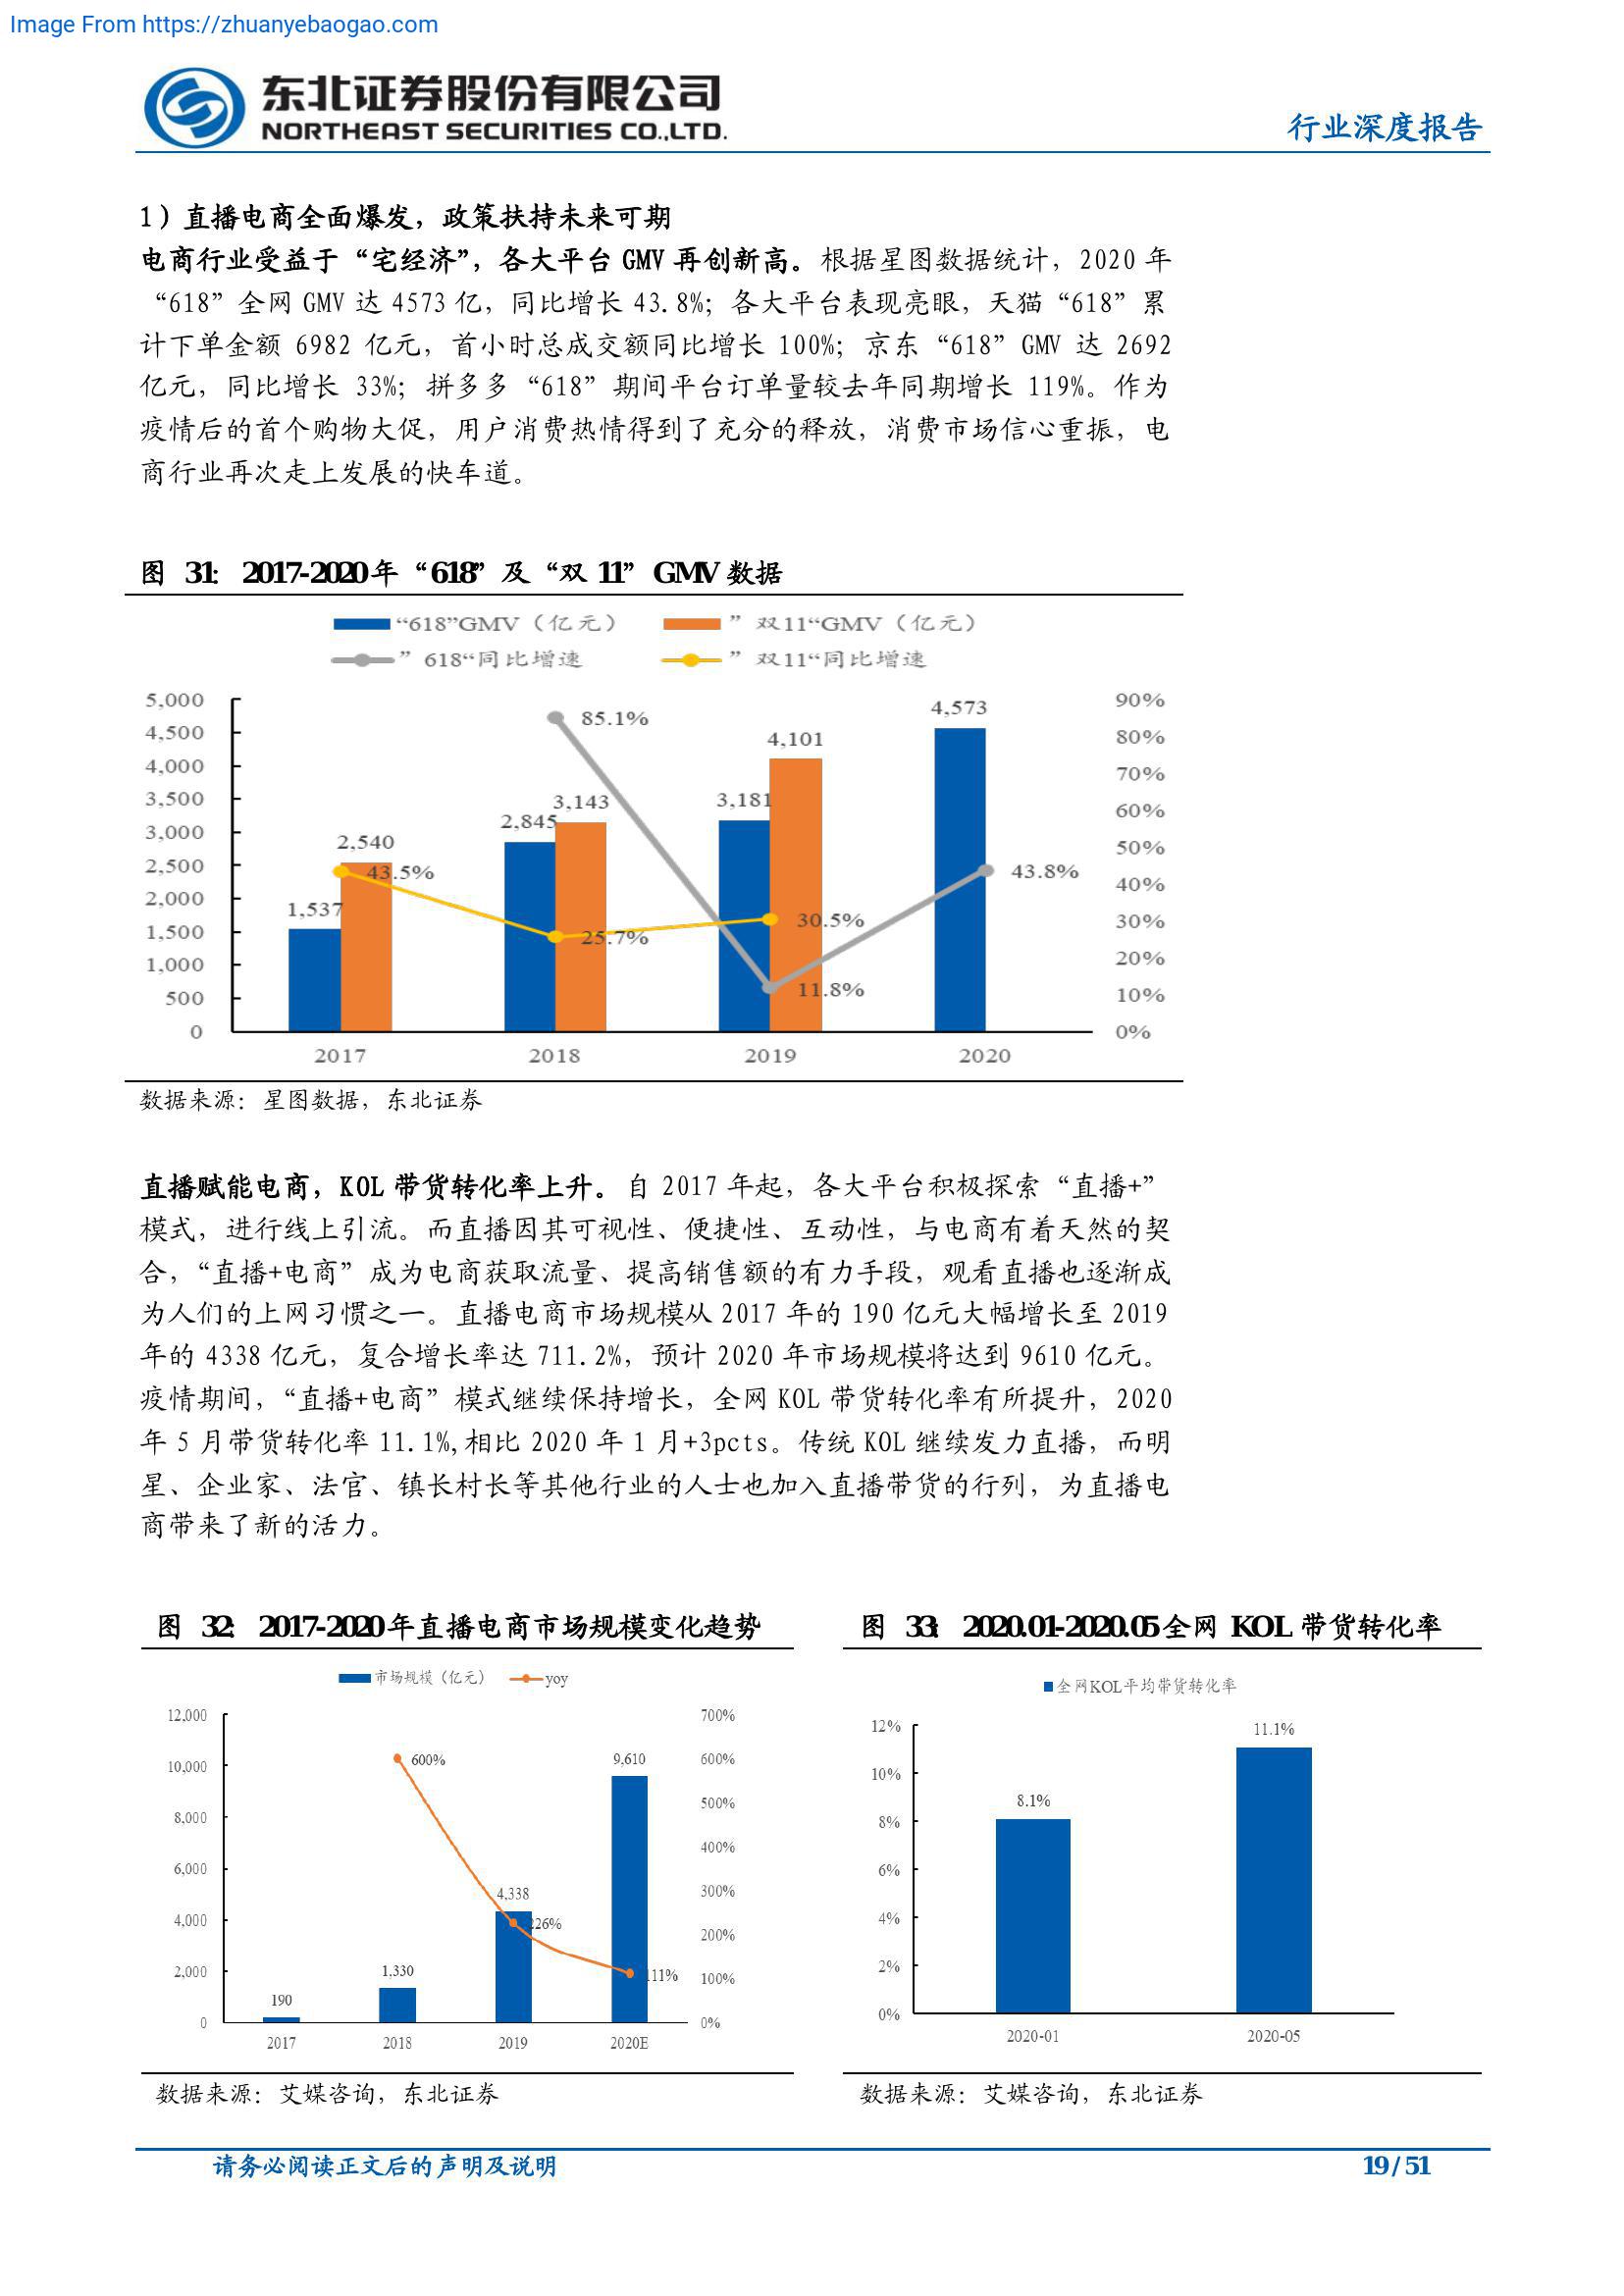 Image From https://zhuanyebaogao.com
东北证券股份有限公司
NORTHEAST SECURITIES CO.,LTD.
行业深度报告
1）直播电商全面爆发，政策扶持未来可期
电商行业受益于“宅经济”，各大平台 GMV 再创新高。根据星图数据统计，2020 年
“618”全网 GMV 达 4573 亿，同比增长 43.8%；各大平台表现亮眼，天猫“618”累
计下单金额 6982 亿元，首小时总成交额同比增长 100%；京东“618”GMV 达 2692
亿元，同比增长 33%；拼多多“618”期间平台订单量较去年同期增长 119%。作为
疫情后的首个购物大促，用户消费热情得到了充分的释放，消费市场信心重振，电
商行业再次走上发展的快车道。
图 31： 2017-2020 年“618”及“双 11”GMV 数据
“618”GMV（亿元） ”双11“GMV（亿元）
”618“同比增速 ”双11“同比增速
5,000 90%
4,500 80%
4,000 70%
3,500 60%
3,000 50%
2,500 40%
2,000 30%
1,500 20%
1,000 10%
500 0%
0
1,537 2,540 2,845 3,143 3,181 4,101 4,573
85.1% 11.8% 43.8%
43.5% 25.7% 30.5%
2017 2018 2019 2020
数据来源：星图数据，东北证券
直播赋能电商，KOL 带货转化率上升。自 2017 年起，各大平台积极探索“直播+”
模式，进行线上引流。而直播因其可视性、便捷性、互动性，与电商有着天然的契
合，“直播+电商”成为电商获取流量、提高销售额的有力手段，观看直播也逐渐成
为人们的上网习惯之一。直播电商市场规模从 2017 年的 190 亿元大幅增长至 2019
年的 4338 亿元，复合增长率达 711.2%，预计 2020 年市场规模将达到 9610 亿元。
疫情期间，“直播+电商”模式继续保持增长，全网 KOL 带货转化率有所提升，2020
年 5 月带货转化率 11.1%,相比 2020 年 1 月+3pcts。传统 KOL 继续发力直播，而明
星、企业家、法官、镇长村长等其他行业的人士也加入直播带货的行列，为直播电
商带来了新的活力。
图 32： 2017-2020 年直播电商市场规模变化趋势
市场规模（亿元） yoy
12,000 700%
10,000 600%
8,000 500%
6,000 400%
4,000 300%
2,000 200%
0 100%
0%
190 1,330 4,338 9,610
600% 226% 111%
2017 2018 2019 2020E
数据来源：艾媒咨询，东北证券
图 33： 2020.01-2020.05 全网 KOL 带货转化率
全网KOL平均带货转化率
12%
10%
8%
6%
4%
2%
0%
8.1% 11.1%
2020-01 2020-05
数据来源：艾媒咨询，东北证券
请务必阅读正文后的声明及说明
19 / 51